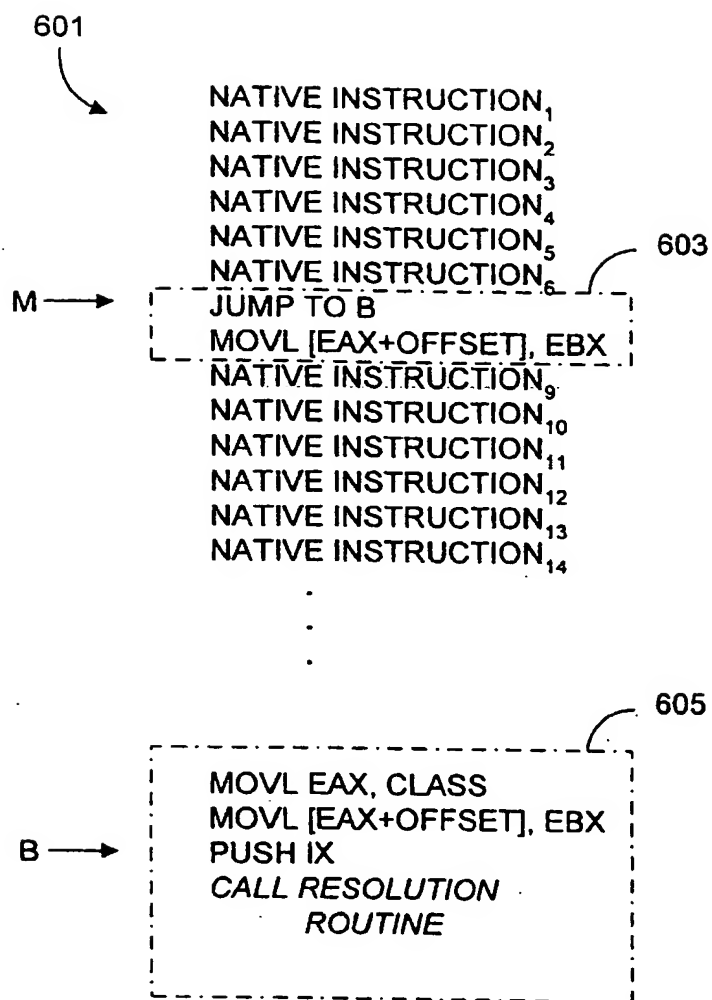 601
NATIVE INSTRUCTION₁
NATIVE INSTRUCTION₂
NATIVE INSTRUCTION₃
NATIVE INSTRUCTION₄
NATIVE INSTRUCTION₅
603
NATIVE INSTRUCTION₆
M
JUMP TO B
MOVL [EAX+OFFSET], EBX
NATIVE INSTRUCTION₉
NATIVE INSTRUCTION₁₀
NATIVE INSTRUCTION₁₁
NATIVE INSTRUCTION₁₂
NATIVE INSTRUCTION₁₃
NATIVE INSTRUCTION₁₄
.
.
.
605
MOVL EAX, CLASS
MOVL [EAX+OFFSET], EBX
B
PUSH IX
CALL RESOLUTION
ROUTINE